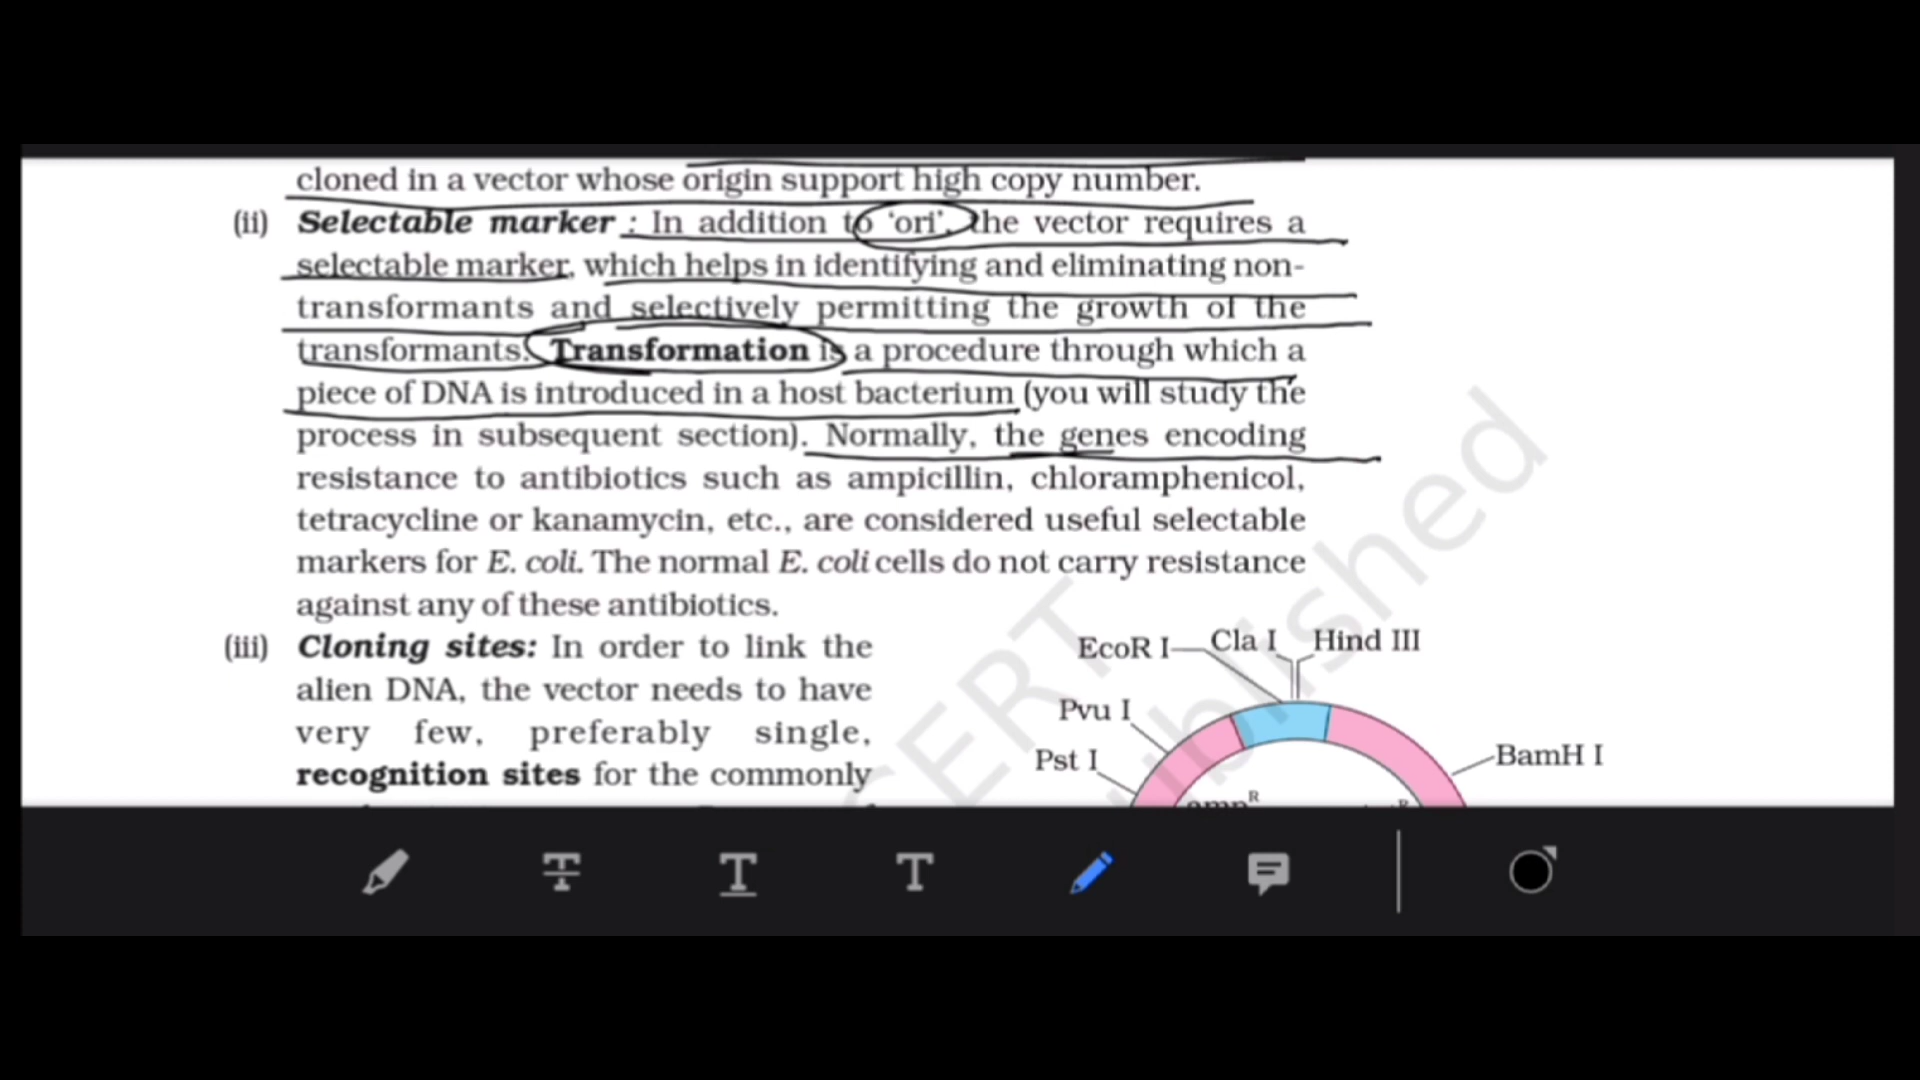 cloned in a vector whose origin support high copy number.
(ii) Selectable marker : In addition to ‘ori’, the vector requires a
selectable marker, which helps in identifying and eliminating non-
transformants and selectively permitting the growth of the
transformants. Transformation is a procedure through which a
piece of DNA is introduced in a host bacterium (you will study the
process in subsequent section). Normally, the genes encoding
resistance to antibiotics such as ampicillin, chloramphenicol,
tetracycline or kanamycin, etc., are considered useful selectable
markers for E. coli. The normal E. coli cells do not carry resistance
against any of these antibiotics.
(iii) Cloning sites: In order to link the
alien DNA, the vector needs to have
very few, preferably single,
recognition sites for the commonly
EcoR I
Cla I
Hind III
Pvu I
Pst I
BamH I
amp^R